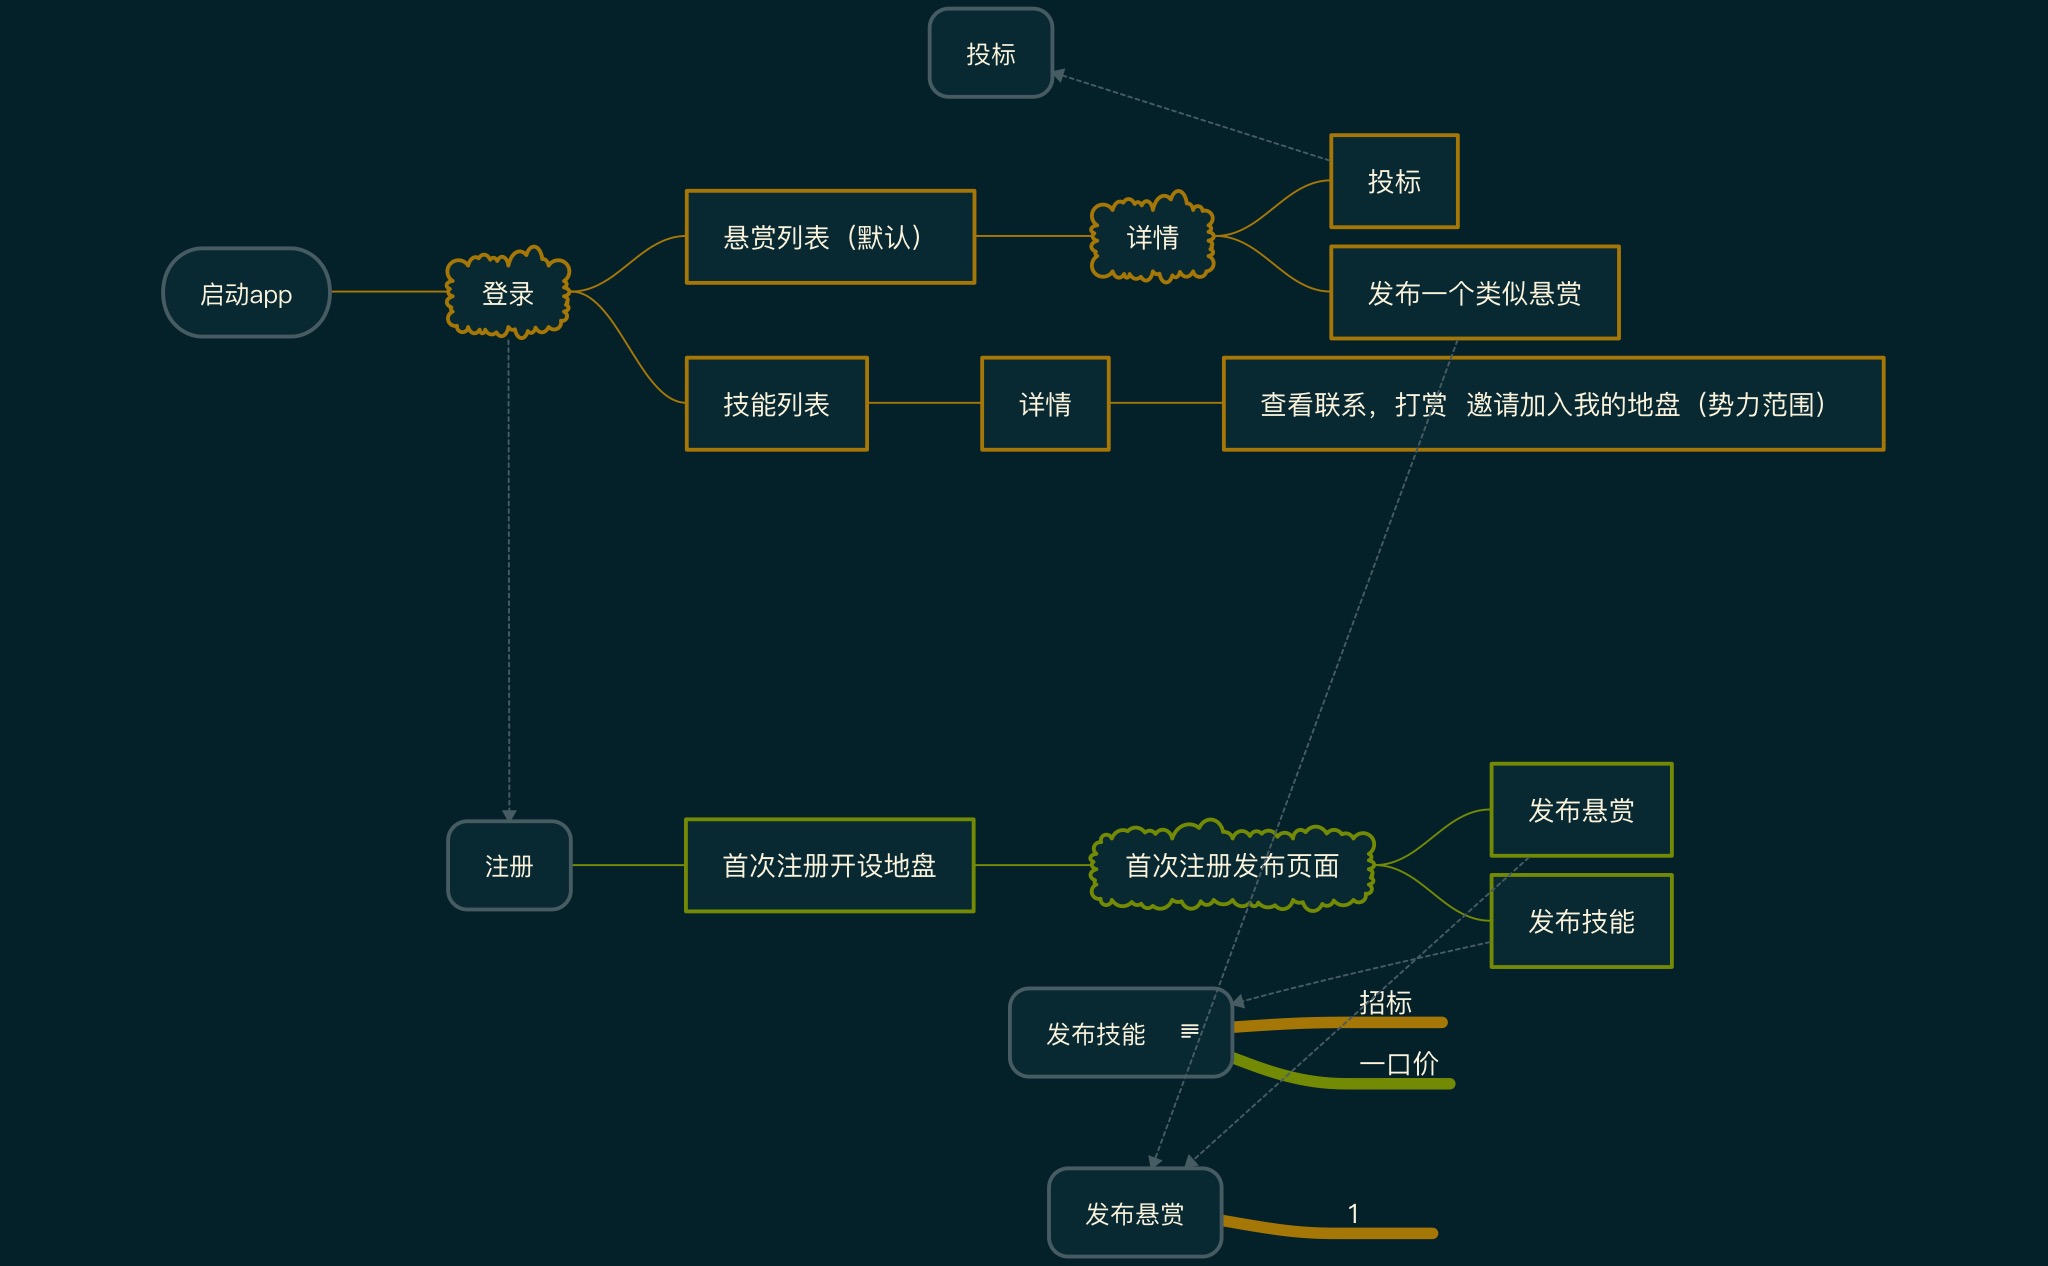 投标
投标
启动app
登录
悬赏列表（默认）
详情
发布一个类似悬赏
技能列表
详情
查看联系，打赏 邀请加入我的地盘（势力范围）
注册
首次注册开设地盘
首次注册发布页面
发布悬赏
发布技能
发布技能
招标
一口价
发布悬赏
1